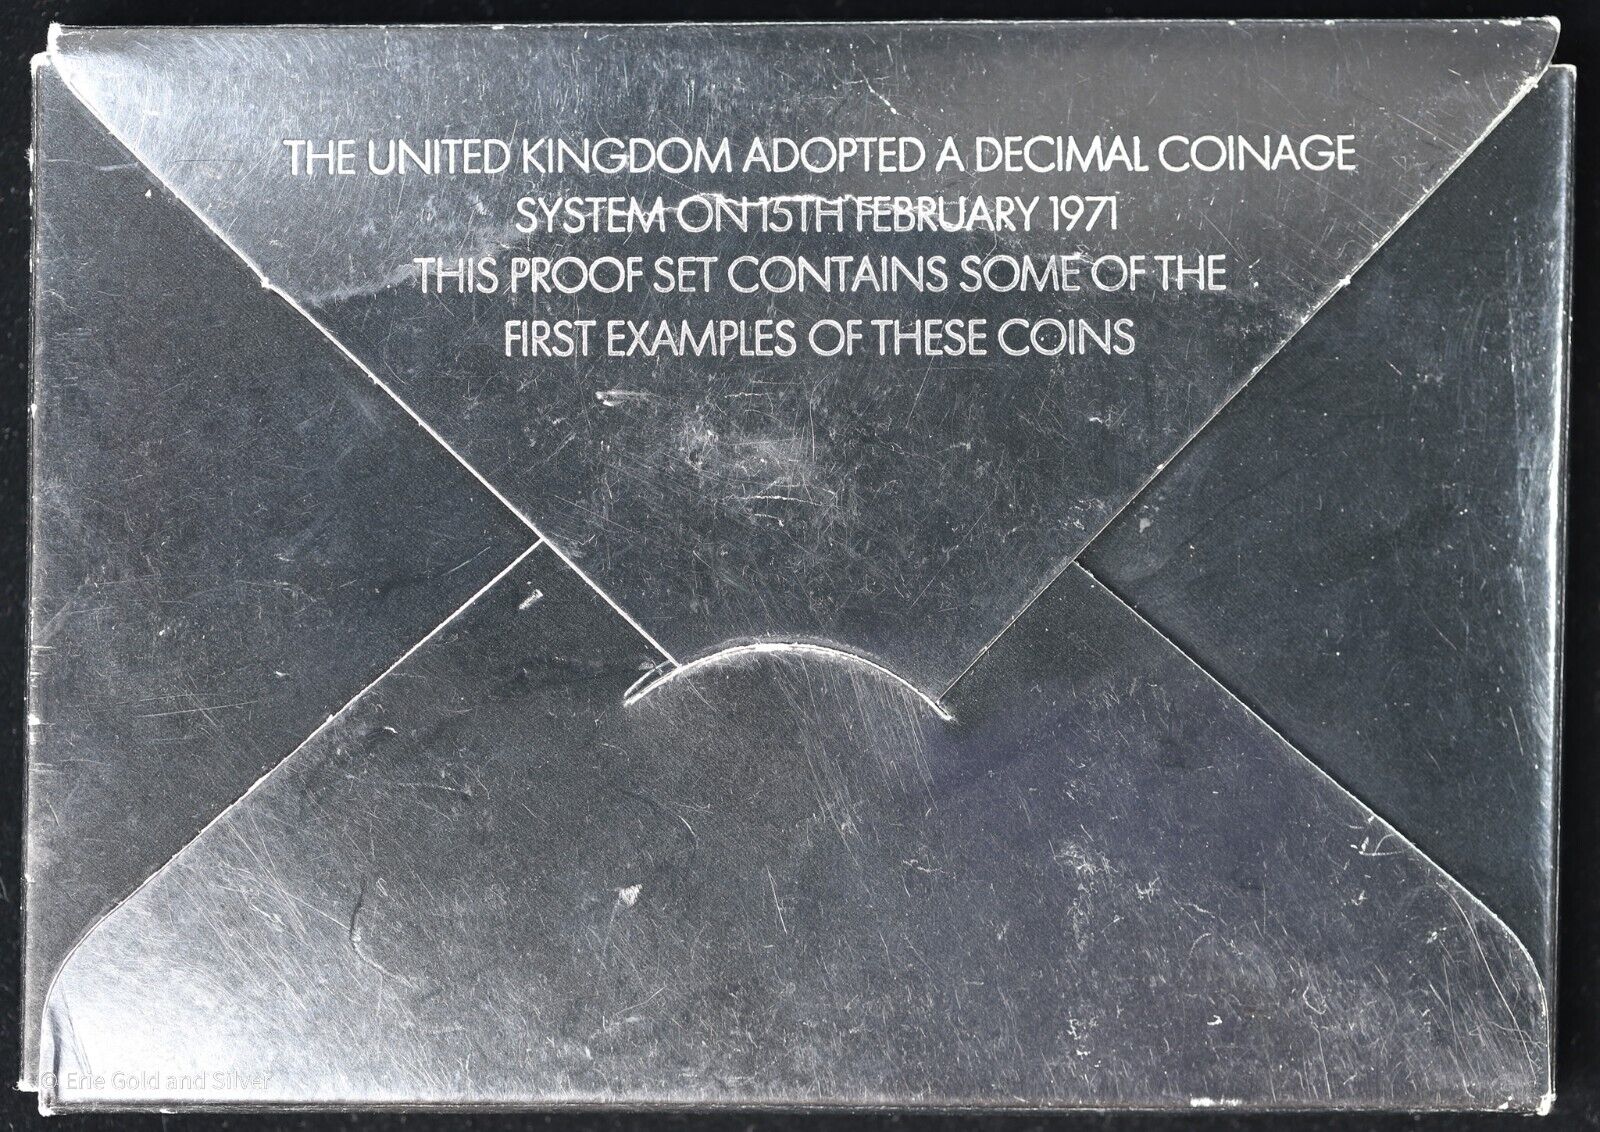 THE UNITED KINGDOM ADOPTED A DECIMAL COINAGE
SYSTEM ON 15TH FEBRUARY 1971
THIS PROOF SET CONTAINS SOME OF THE
FIRST EXAMPLES OF THESE COINS
© Erie Gold and Silver